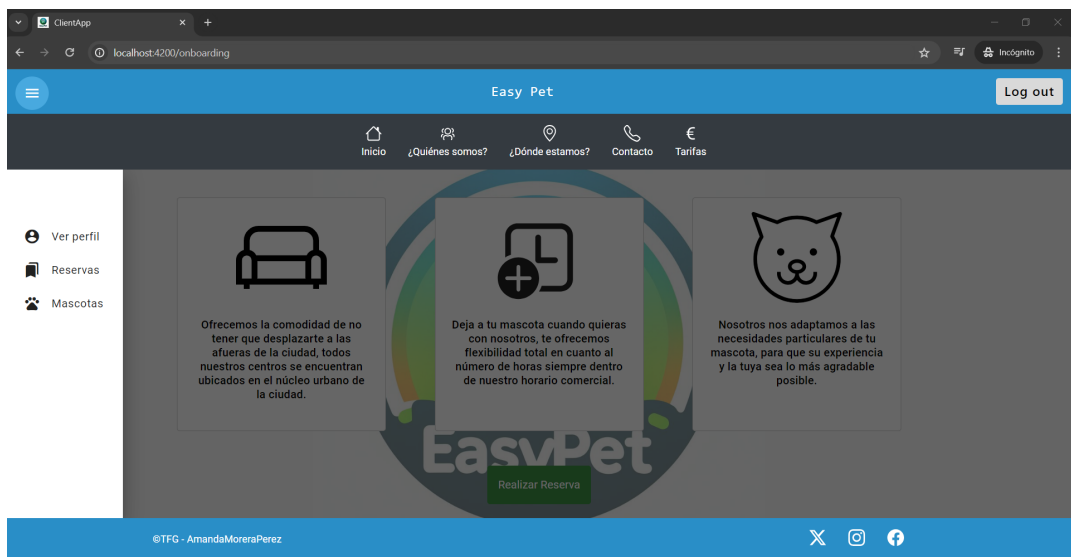 ClientApp
localhost:4200/onboarding
Incógnito
Easy Pet
Log out
Inicio
¿Quiénes somos?
¿Dónde estamos?
Contacto
€
Tarifas
Ver perfil
Reservas
Mascotas
Ofrecemos la comodidad de no
tener que desplazarte a las
afueras de la ciudad, todos
nuestros centros se encuentran
ubicados en el núcleo urbano de
la ciudad.
Deja a tu mascota cuando quieras
con nosotros, te ofrecemos
flexibilidad total en cuanto al
número de horas siempre dentro
de nuestro horario comercial.
Nosotros nos adaptamos a las
necesidades particulares de tu
mascota, para que su experiencia
y la tuya sea lo más agradable
posible.
EasyPet
Realizar Reserva
©TFG - AmandaMoreraPerez